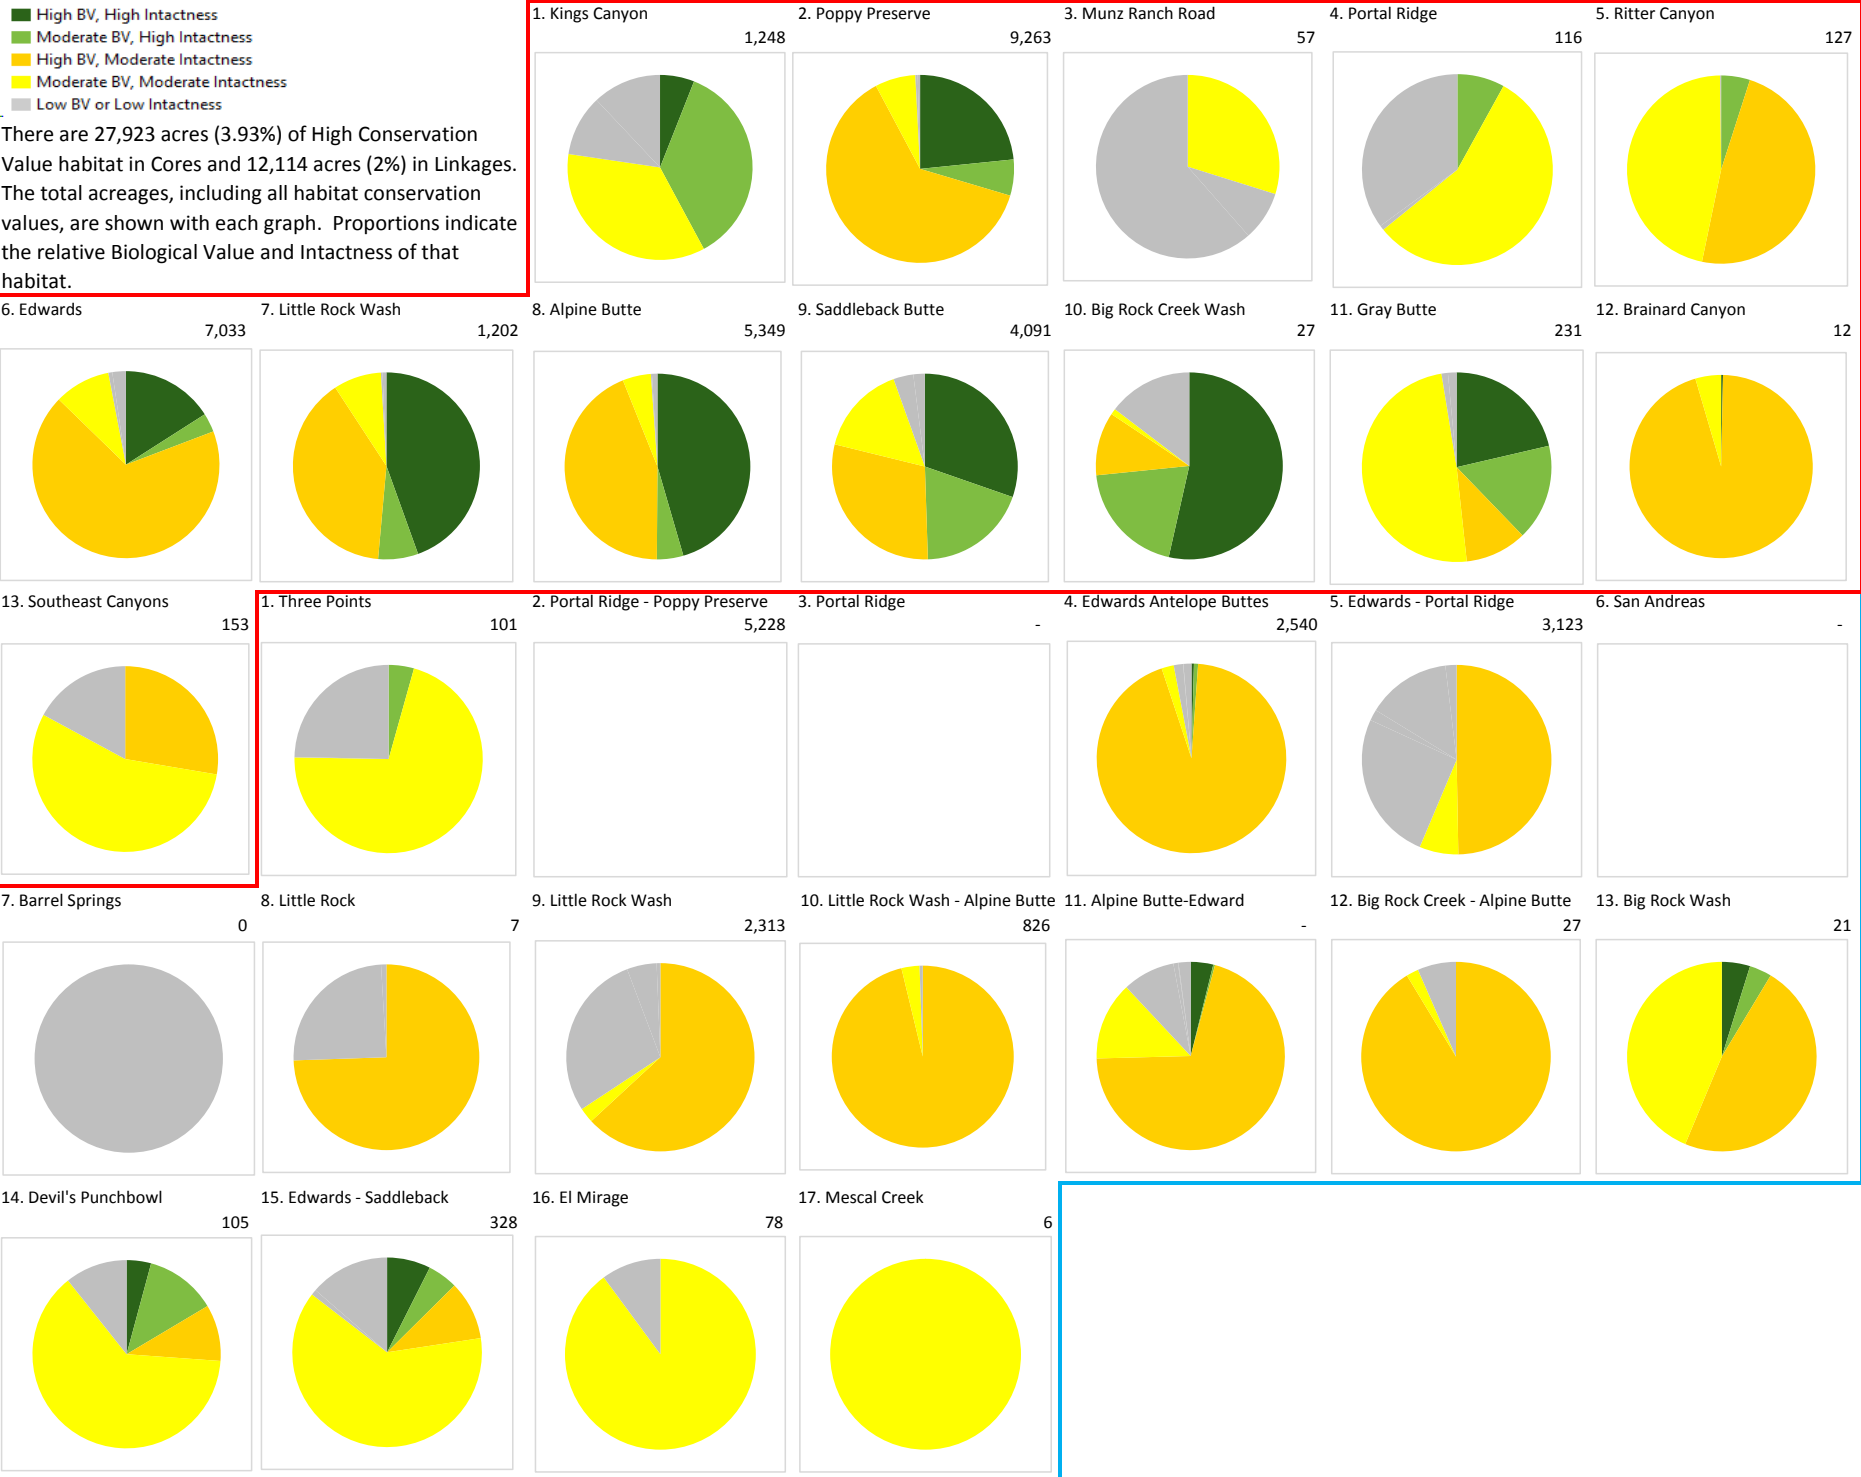 High BV, High Intactness
Moderate BV, High Intactness
High BV, Moderate Intactness
Moderate BV, Moderate Intactness
Low BV or Low Intactness
There are 27,923 acres (3.93%) of High Conservation
Value habitat in Cores and 12,114 acres (2%) in Linkages.
The total acreages, including all habitat conservation
values, are shown with each graph.  Proportions indicate
the relative Biological Value and Intactness of that
habitat.
1. Kings Canyon
1,248
2. Poppy Preserve
9,263
3. Munz Ranch Road
57
4. Portal Ridge
116
5. Ritter Canyon
127
6. Edwards
7,033
7. Little Rock Wash
1,202
8. Alpine Butte
5,349
9. Saddleback Butte
4,091
10. Big Rock Creek Wash
27
11. Gray Butte
231
12. Brainard Canyon
12
13. Southeast Canyons
153
1. Three Points
101
2. Portal Ridge - Poppy Preserve
5,228
3. Portal Ridge
-
4. Edwards Antelope Buttes
2,540
5. Edwards - Portal Ridge
3,123
6. San Andreas
-
7. Barrel Springs
0
8. Little Rock
7
9. Little Rock Wash
2,313
10. Little Rock Wash - Alpine Butte
826
11. Alpine Butte-Edward
-
12. Big Rock Creek - Alpine Butte
27
13. Big Rock Wash
21
14. Devil's Punchbowl
105
15. Edwards - Saddleback
328
16. El Mirage
78
17. Mescal Creek
6